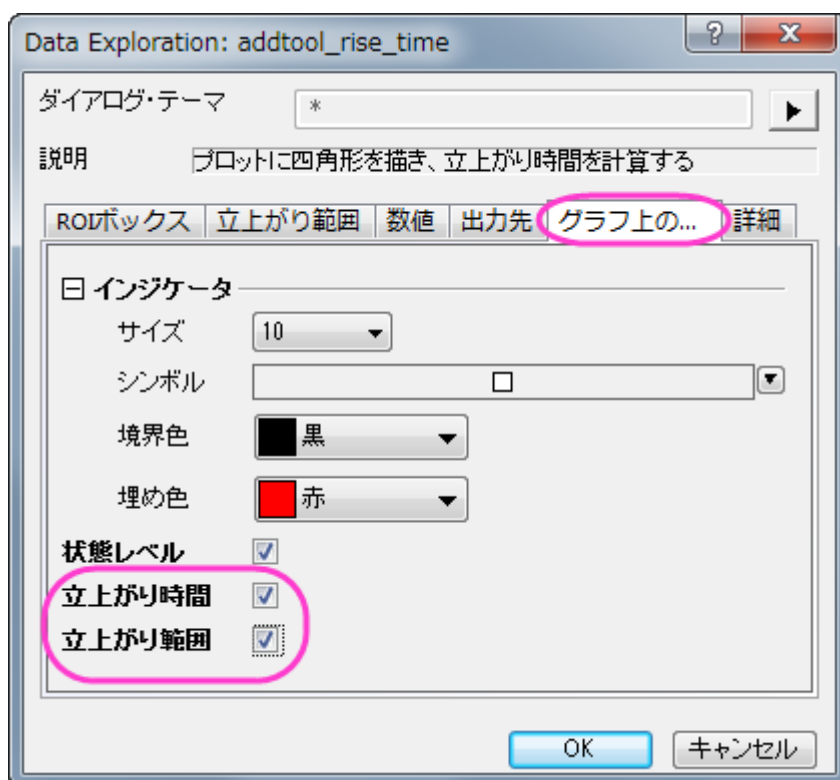 Data Exploration: addtool_rise_time
ダイアログ・テーマ *
説明 プロットに四角形を描き、立上がり時間を計算する
ROIボックス 立上がり範囲 数値 出力先 グラフ上の... 詳細
インジケータ
サイズ 10
シンボル
境界色 黒
埋め色 赤
状態レベル
立上がり時間
立上がり範囲
OK キャンセル